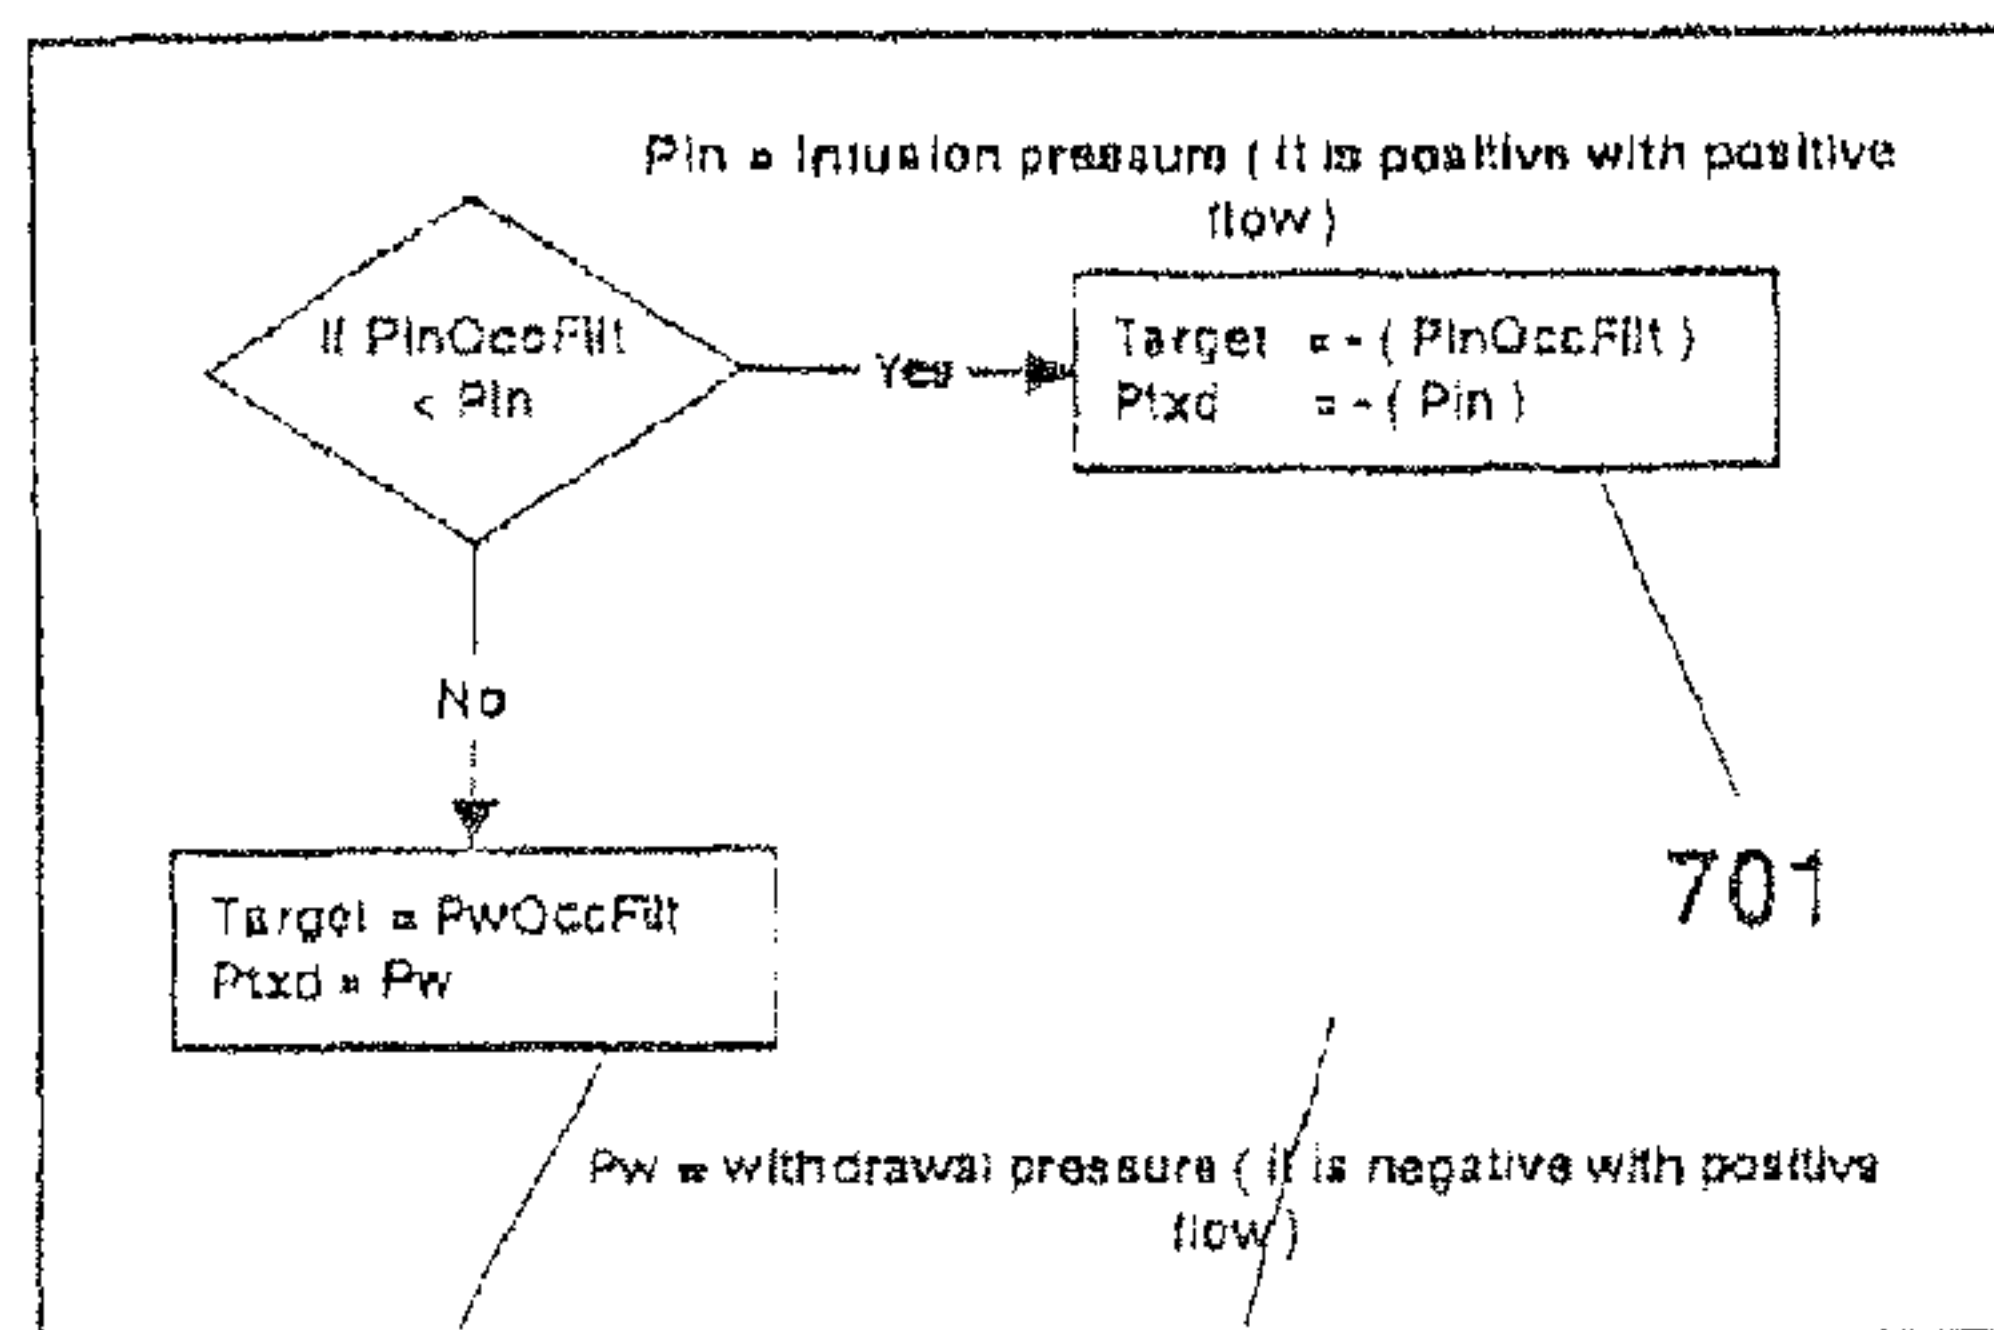 Pin = Infusion pressure ( it is positive with positive
flow )
If PinOccFilt
< Pin
Yes
Target = - ( PinOccFilt )
Ptxd = - ( Pin )
No
701
Target = PwOccFilt
Ptxd = Pw
Pw = withdrawal pressure ( it is negative with positive
flow )